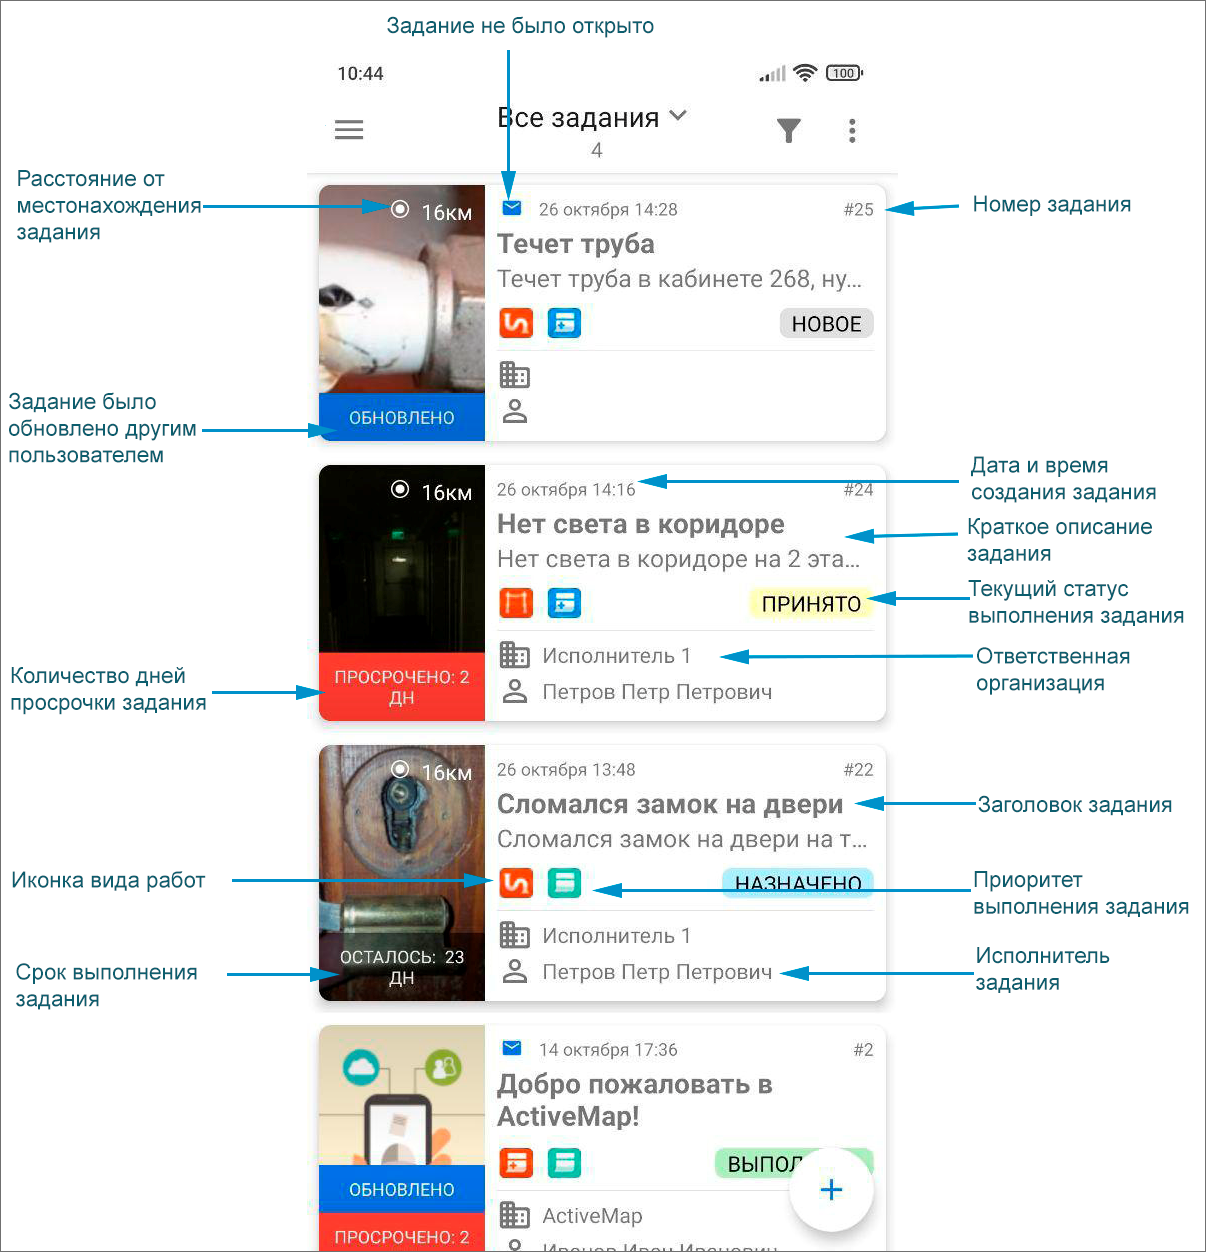 Задание не было открыто
10:44
100
Все задания
4
Расстояние от
местонахождения
задания
16км
26 октября 14:28
#25
Номер задания
Течет труба
Течет труба в кабинете 268, ну...
НОВОЕ
Задание было
обновлено другим
пользователем
ОБНОВЛЕНО
16км
26 октября 14:16
#24
Дата и время
создания задания
Нет света в коридоре
Нет света в коридоре на 2 эта...
Краткое описание
задания
ПРИНЯТО
Текущий статус
выполнения задания
Исполнитель 1
Ответственная
организация
Количество дней
просрочки задания
ПРОСРОЧЕНО: 2
ДН
Петров Петр Петрович
16км
26 октября 13:48
#22
Сломался замок на двери
Заголовок задания
Сломался замок на двери на т...
Иконка вида работ
НАЗНАЧЕНО
Приоритет
выполнения задания
Исполнитель 1
Срок выполнения
задания
ОСТАЛОСЬ: 23
ДН
Петров Петр Петрович
Исполнитель
задания
14 октября 17:36
#2
Добро пожаловать в
ActiveMap!
ВЫПОЛ
ОБНОВЛЕНО
ActiveMap
ПРОСРОЧЕНО: 2
Иванов Иван Иванович